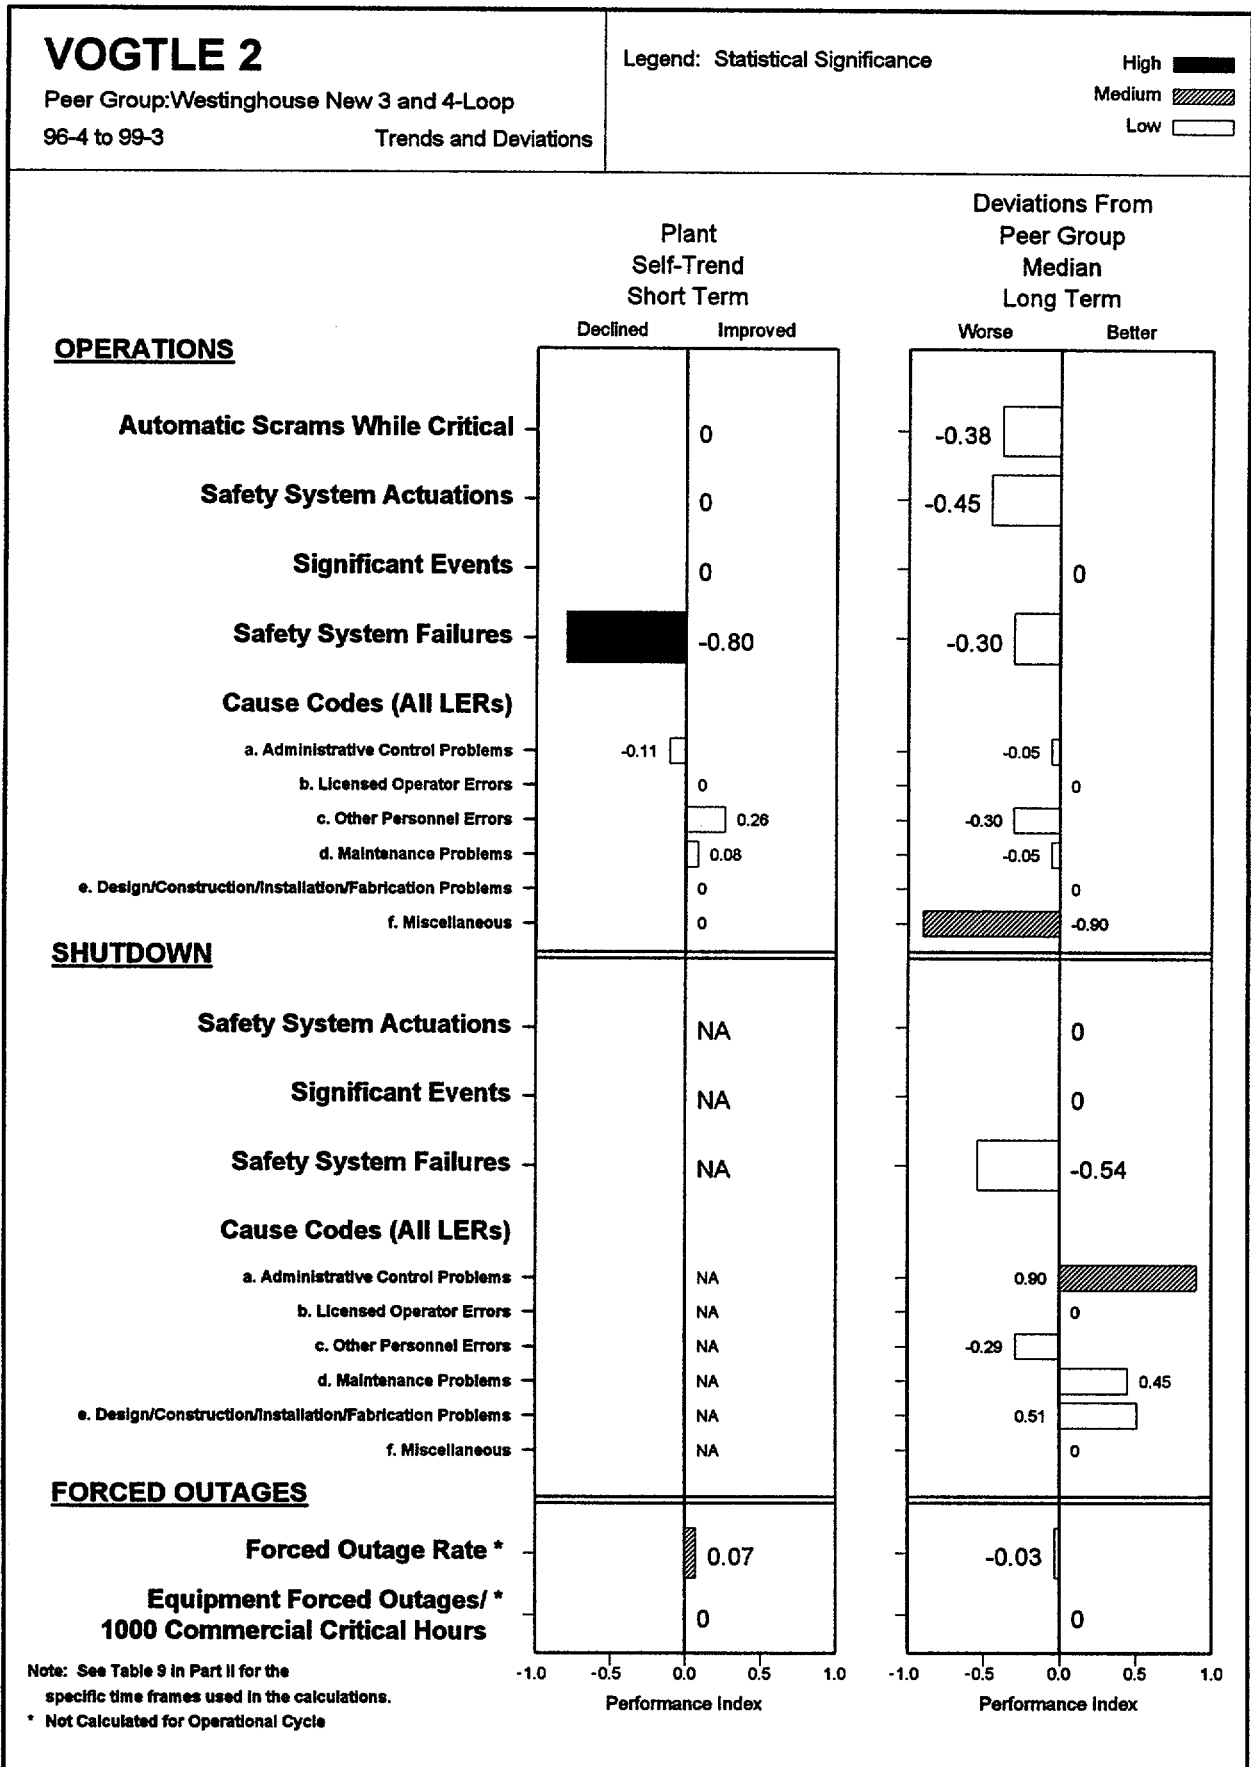 VOGTLE 2
Peer Group:Westinghouse New 3 and 4-Loop
96-4 to 99-3 Trends and Deviations
Legend: Statistical Significance
High
Medium
Low
Plant
Self-Trend
Short Term
Declined Improved
Deviations From
Peer Group
Median
Long Term
Worse Better
OPERATIONS
Automatic Scrams While Critical 0 -0.38
Safety System Actuations 0 -0.45
Significant Events 0 0
Safety System Failures -0.80 -0.30
Cause Codes (All LERs)
a. Administrative Control Problems -0.11 -0.05
b. Licensed Operator Errors 0 0
c. Other Personnel Errors 0.26 -0.30
d. Maintenance Problems 0.08 -0.05
e. Design/Construction/Installation/Fabrication Problems 0 0
f. Miscellaneous 0 -0.90
SHUTDOWN
Safety System Actuations NA 0
Significant Events NA 0
Safety System Failures NA -0.54
Cause Codes (All LERs)
a. Administrative Control Problems NA 0.90
b. Licensed Operator Errors NA 0
c. Other Personnel Errors NA -0.29
d. Maintenance Problems NA 0.45
e. Design/Construction/Installation/Fabrication Problems NA 0.51
f. Miscellaneous NA 0
FORCED OUTAGES
Forced Outage Rate * 0.07 -0.03
Equipment Forced Outages/ *
1000 Commercial Critical Hours 0 0
-1.0 -0.5 0.0 0.5 1.0 -1.0 -0.5 0.0 0.5 1.0
Performance Index Performance Index
Note: See Table 9 in Part II for the
specific time frames used in the calculations.
* Not Calculated for Operational Cycle